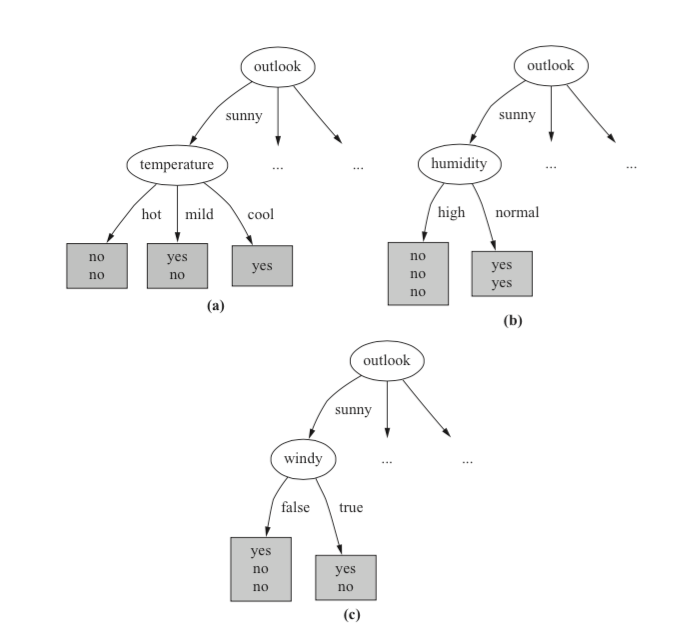 outlook
sunny
temperature
...
...
hot mild cool
no
no
yes
no
yes
(a)
outlook
sunny
humidity
...
...
high normal
no
no
no
yes
yes
(b)
outlook
sunny
windy
...
...
false true
yes
no
no
yes
no
(c)